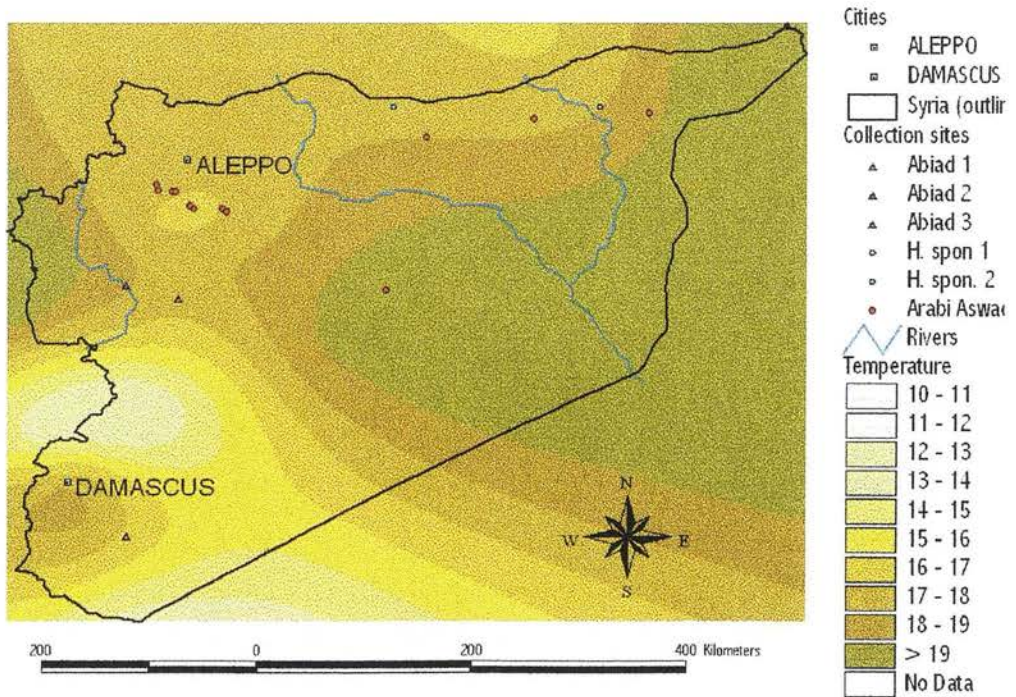 Cities
ALEPPO
DAMASCUS
Syria (outlir
Collection sites
Abiad 1
Abiad 2
Abiad 3
H. spon 1
H. spon. 2
Arabi Aswac
Rivers
Temperature
10 - 11
11 - 12
12 - 13
13 - 14
14 - 15
15 - 16
16 - 17
17 - 18
18 - 19
> 19
No Data
ALEPPO
DAMASCUS
N
W E
S
200 0 200 400 Kilometers